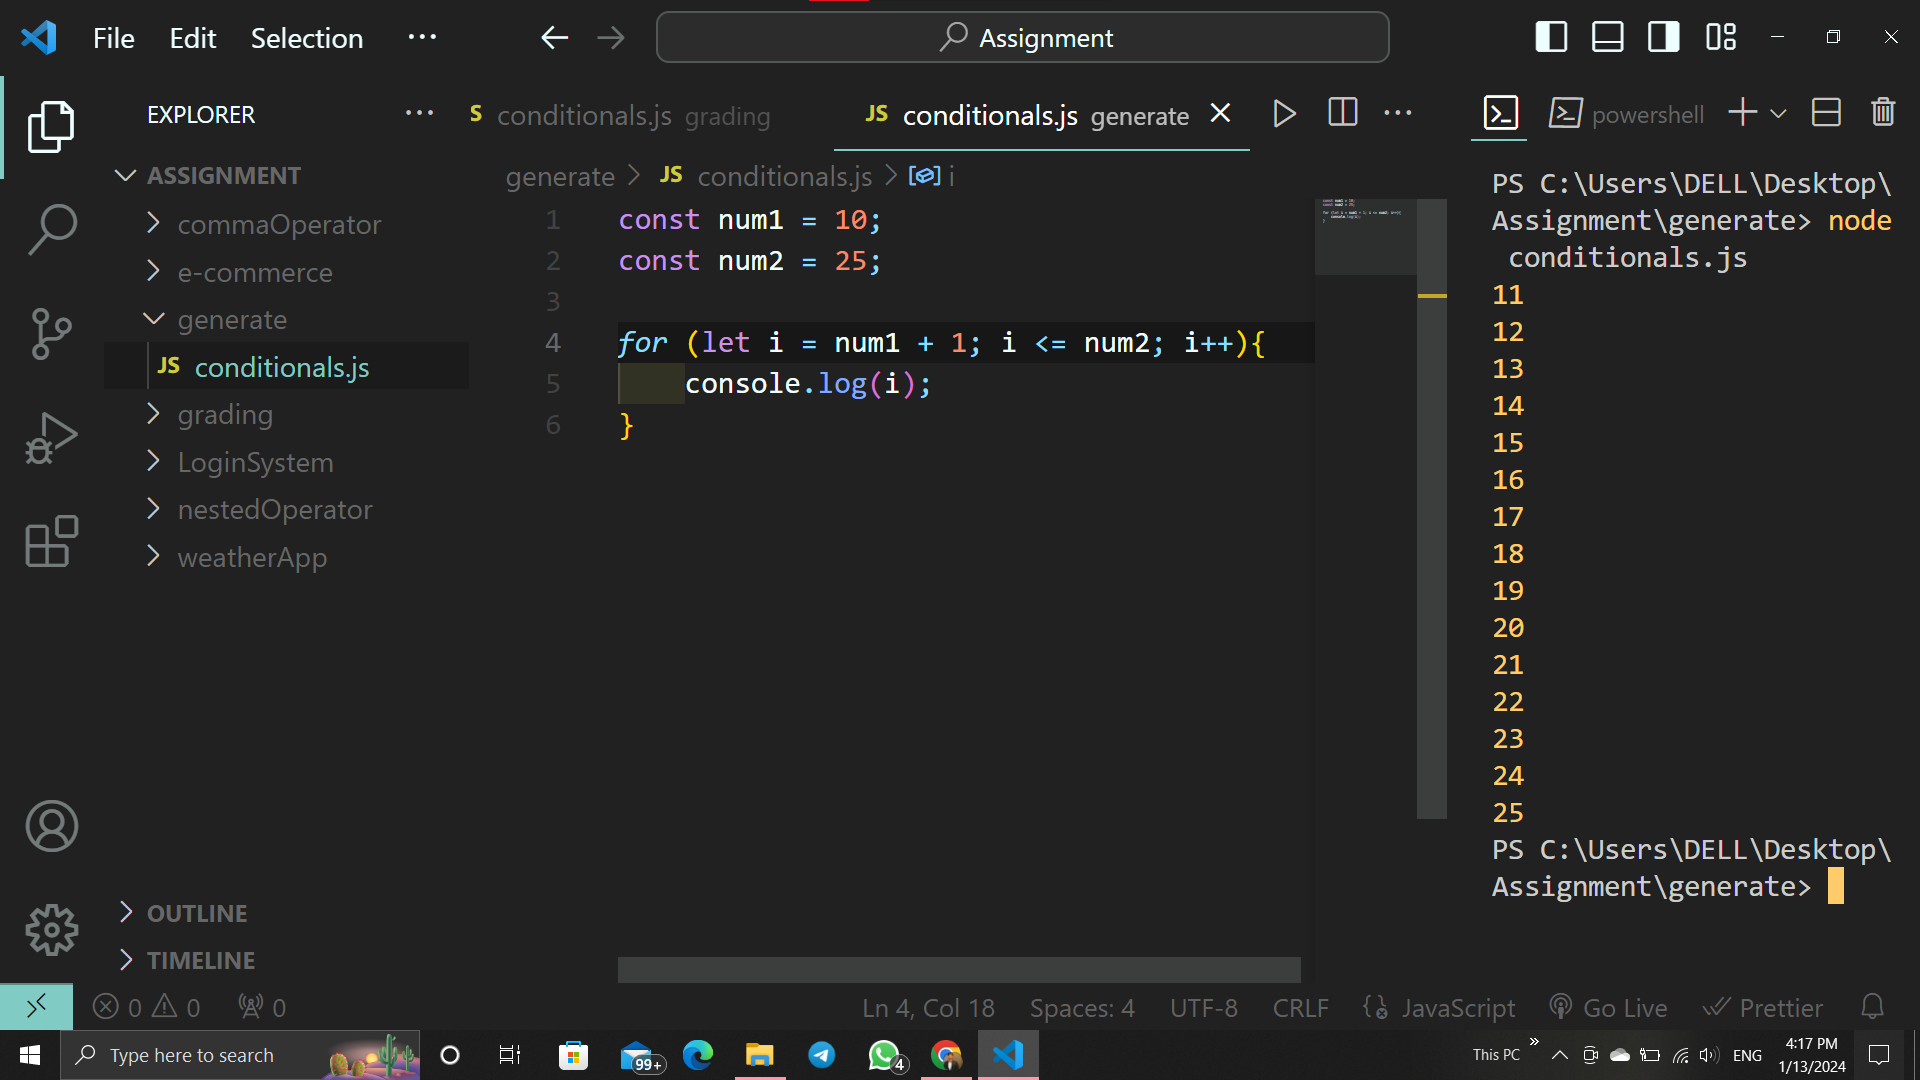 File Edit Selection ···
Assignment
EXPLORER ···
ASSIGNMENT
commaOperator
e-commerce
generate
JS conditionals.js
grading
LoginSystem
nestedOperator
weatherApp
OUTLINE
TIMELINE
S conditionals.js grading
JS conditionals.js generate
generate > JS conditionals.js > i
1 const num1 = 10;
2 const num2 = 25;
3
4 for (let i = num1 + 1; i <= num2; i++){
5 console.log(i);
6 }
powershell
PS C:\Users\DELL\Desktop\
Assignment\generate> node
conditionals.js
11
12
13
14
15
16
17
18
19
20
21
22
23
24
25
PS C:\Users\DELL\Desktop\
Assignment\generate>
0 0 0
Ln 4, Col 18 Spaces: 4 UTF-8 CRLF JavaScript Go Live Prettier
Type here to search
99+
4
This PC » ENG
4:17 PM
1/13/2024